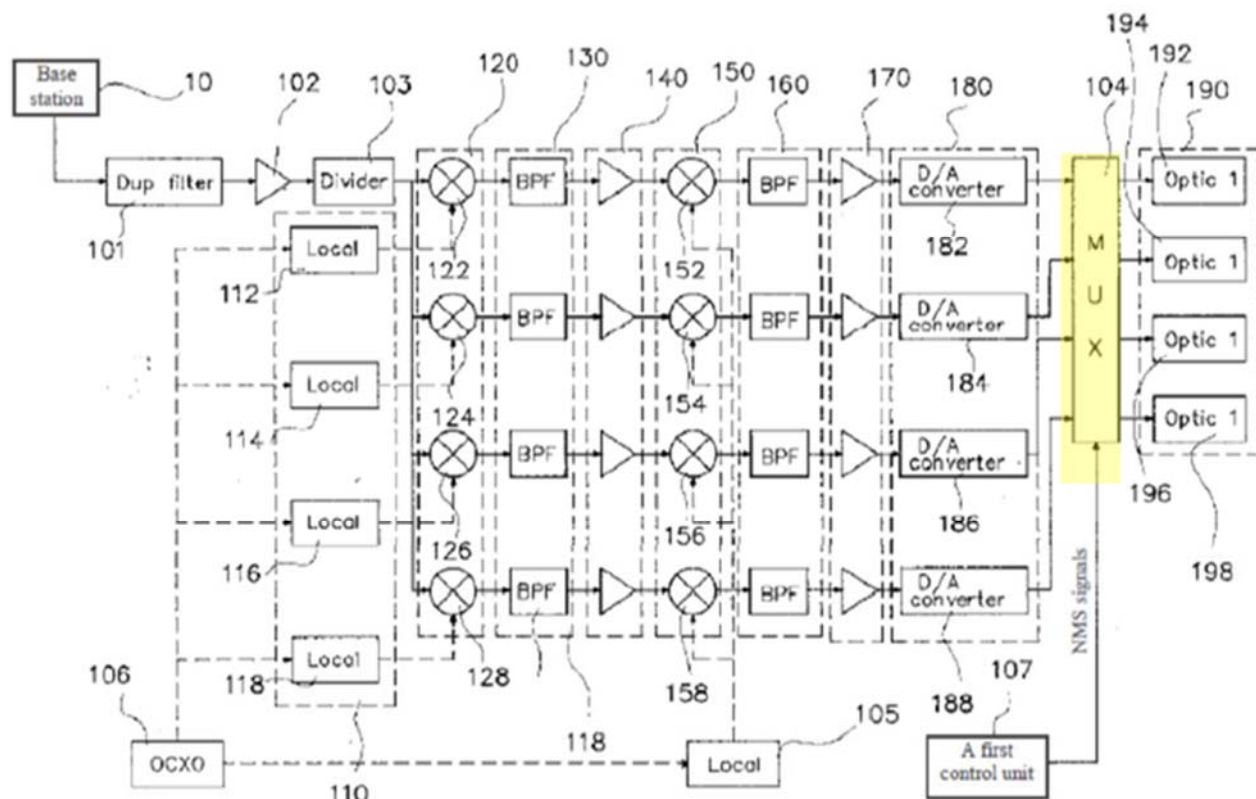 Base
station
10
102
103
120
130
140
150
160
170
180
104
194
192
190
Dup filter
Divider
BPF
BPF
D/A
converter
Optic 1
101
Local
112
122
152
182
M
U
X
Optic 1
BPF
BPF
D/A
converter
Local
114
124
154
184
Optic 1
BPF
BPF
D/A
converter
Optic 1
196
Local
116
126
156
186
198
BPF
BPF
D/A
converter
NMS signals
Local
118
128
158
188
106
107
105
118
OCXO
Local
A first
control unit
110